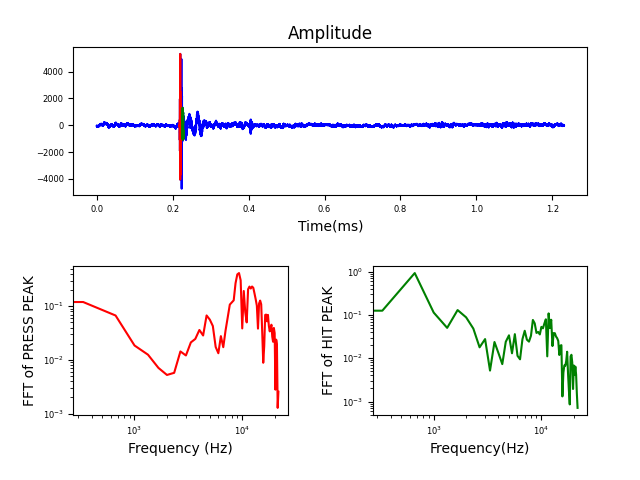 Amplitude
4000
2000
0
−2000
−4000
0.0 0.2 0.4 0.6 0.8 1.0 1.2
Time(ms)
FFT of PRESS PEAK
10⁻¹
10⁻²
10⁻³
10³ 10⁴
Frequency (Hz)
FFT of HIT PEAK
10⁰
10⁻¹
10⁻²
10⁻³
10³ 10⁴
Frequency(Hz)